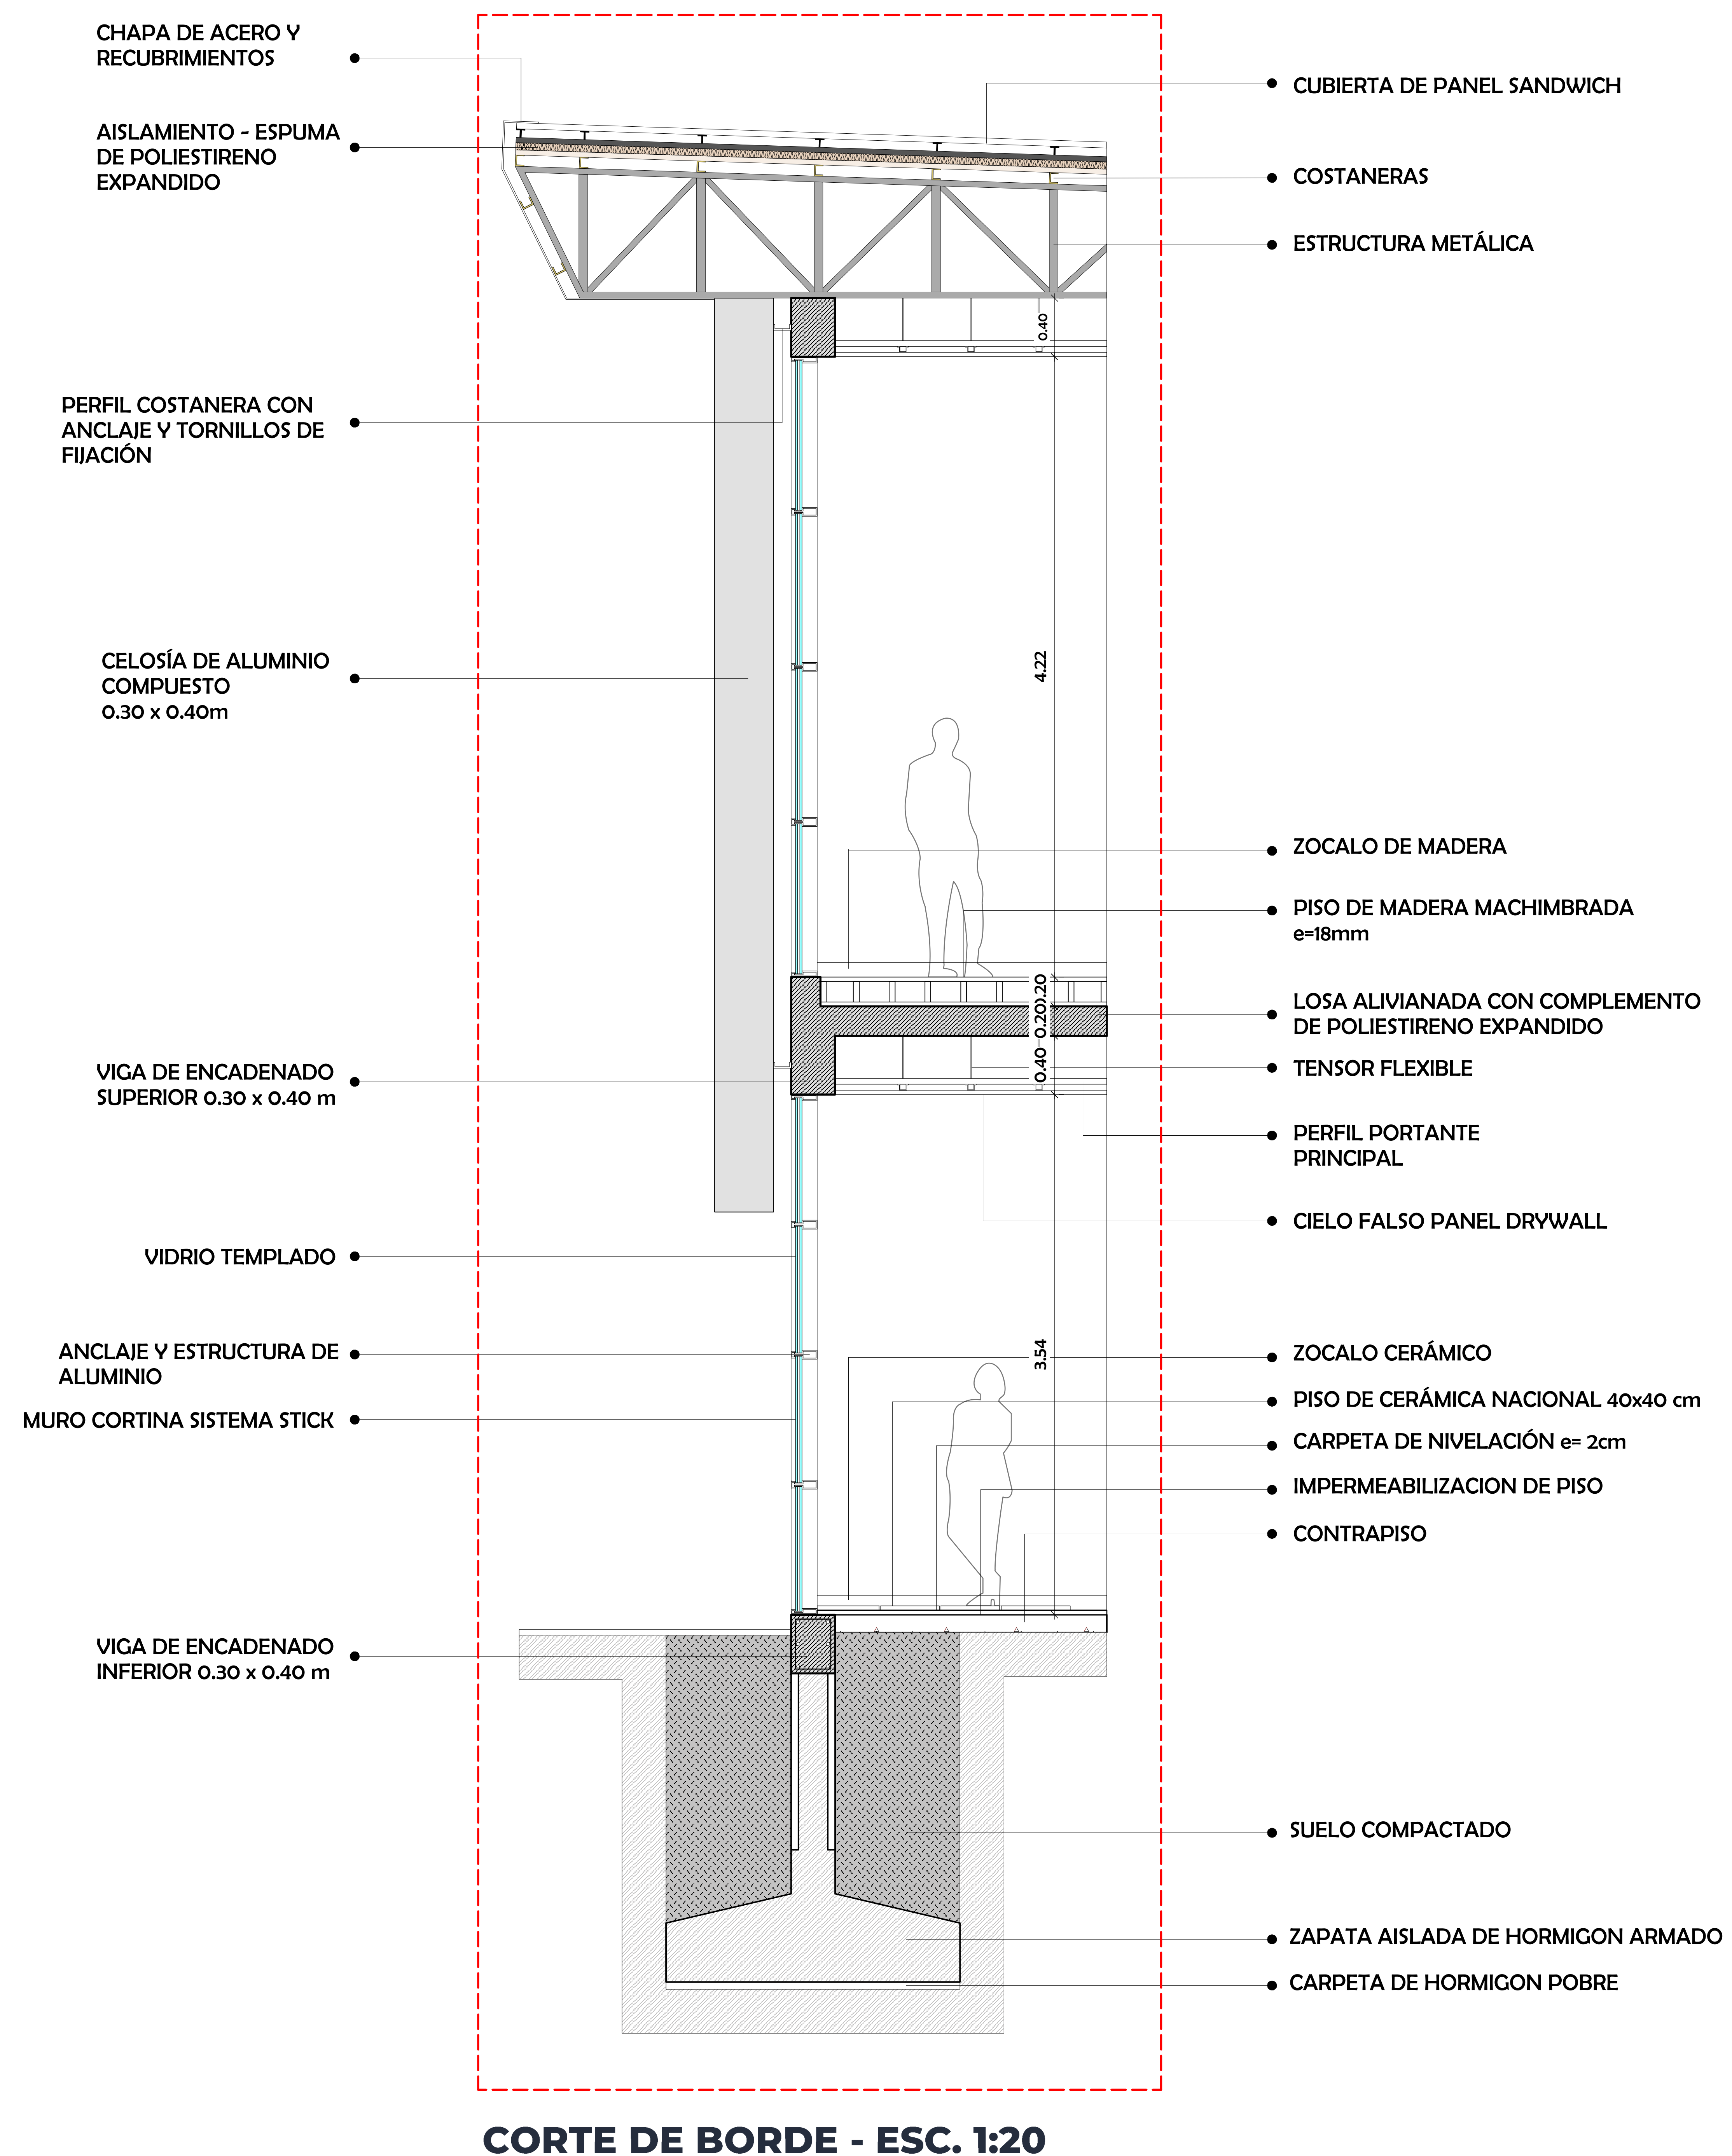 CHAPA DE ACERO Y
RECUBRIMIENTOS
AISLAMIENTO - ESPUMA
DE POLIESTIRENO
EXPANDIDO
PERFIL COSTANERA CON
ANCLAJE Y TORNILLOS DE
FIJACIÓN
CELOSÍA DE ALUMINIO
COMPUESTO
0.30 x 0.40m
VIGA DE ENCADENADO
SUPERIOR 0.30 x 0.40 m
VIDRIO TEMPLADO
ANCLAJE Y ESTRUCTURA DE
ALUMINIO
MURO CORTINA SISTEMA STICK
VIGA DE ENCADENADO
INFERIOR 0.30 x 0.40 m
0.40
4.22
0.20
0.20
0.40
3.54
CUBIERTA DE PANEL SANDWICH
COSTANERAS
ESTRUCTURA METÁLICA
ZOCALO DE MADERA
PISO DE MADERA MACHIMBRADA
e=18mm
LOSA ALIVIANADA CON COMPLEMENTO
DE POLIESTIRENO EXPANDIDO
TENSOR FLEXIBLE
PERFIL PORTANTE
PRINCIPAL
CIELO FALSO PANEL DRYWALL
ZOCALO CERÁMICO
PISO DE CERÁMICA NACIONAL 40x40 cm
CARPETA DE NIVELACIÓN e= 2cm
IMPERMEABILIZACION DE PISO
CONTRAPISO
SUELO COMPACTADO
ZAPATA AISLADA DE HORMIGON ARMADO
CARPETA DE HORMIGON POBRE
CORTE DE BORDE - ESC. 1:20